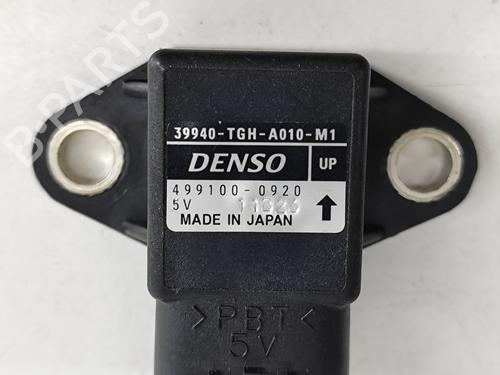 B-PARTS
39940-TGH-A010-M1
DENSO UP
499100-0920
5V
MADE IN JAPAN
>PBT<
5V